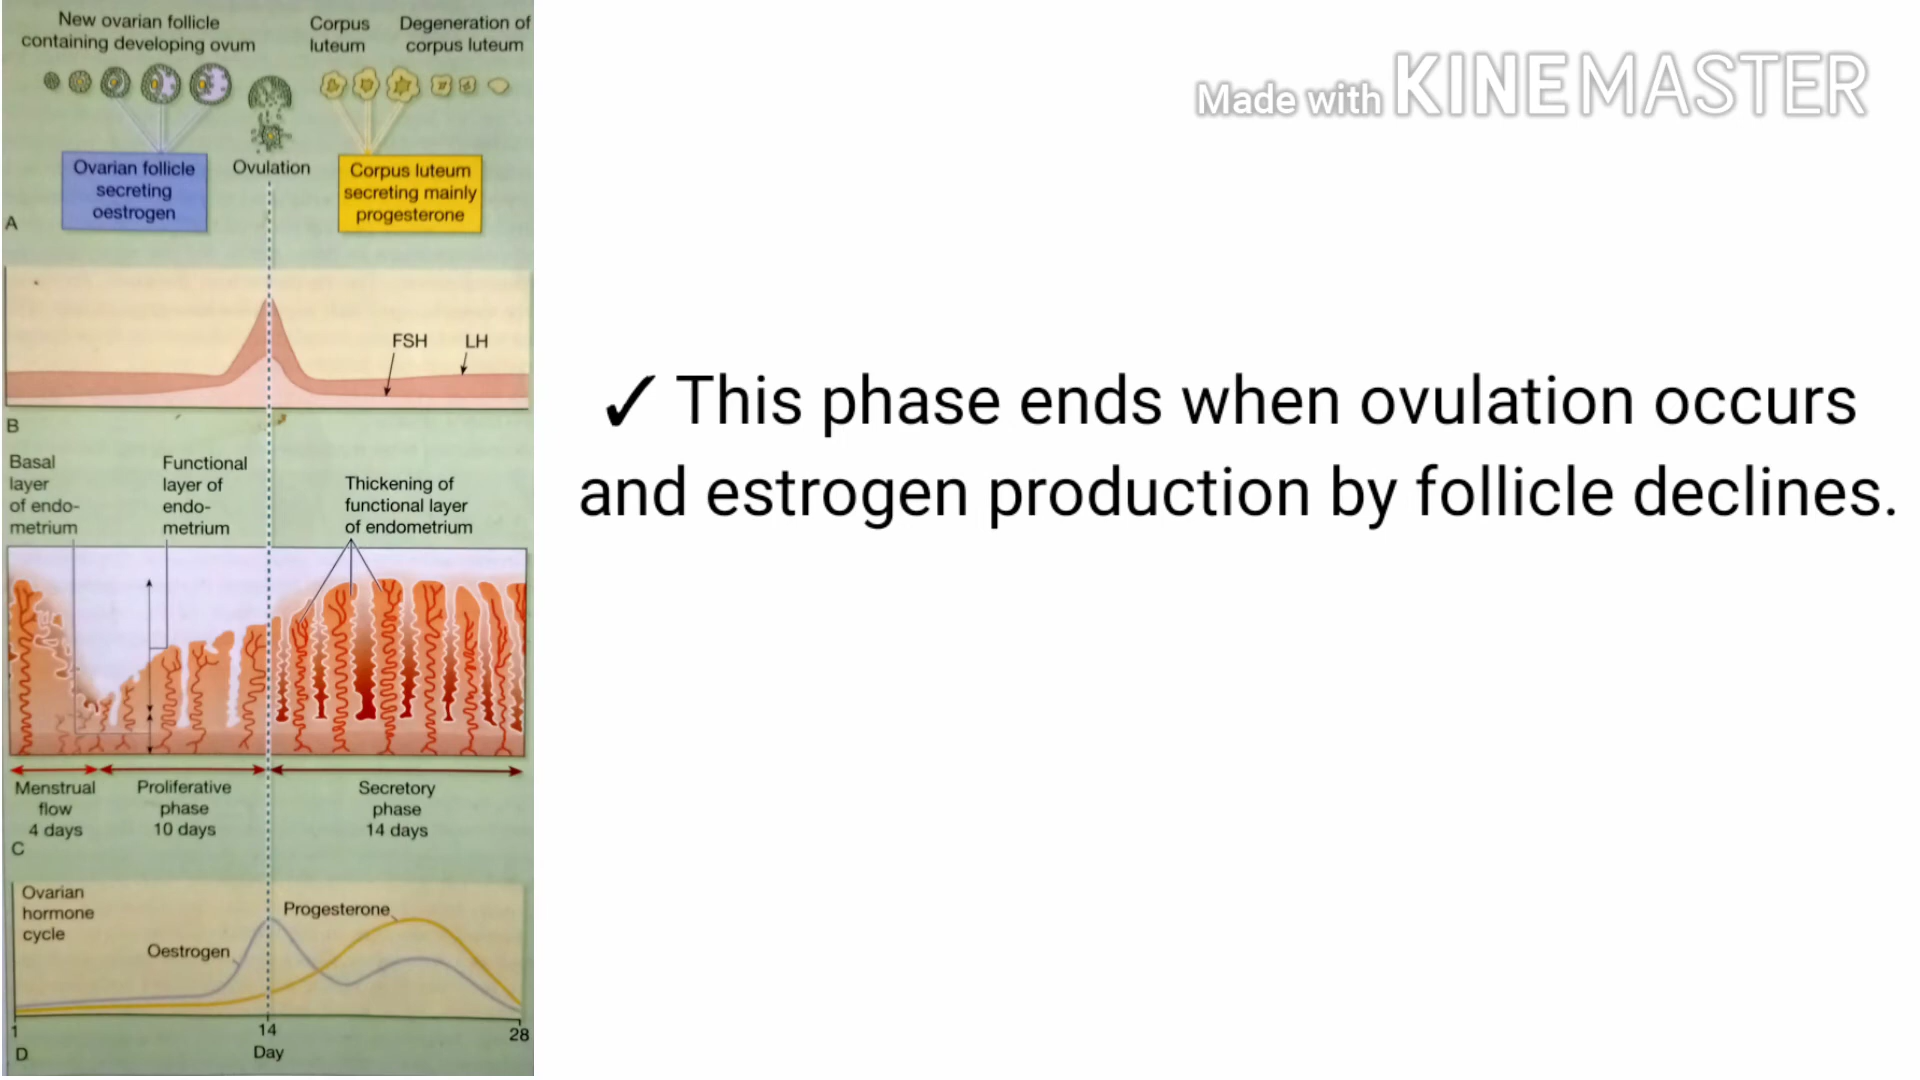 New ovarian follicle
containing developing ovum
Corpus
luteum
Degeneration of
corpus luteum
Ovarian follicle
secreting
oestrogen
Ovulation
Corpus luteum
secreting mainly
progesterone
A
FSH
LH
B
Basal
layer
of endo-
metrium
Functional
layer of
endo-
metrium
Thickening of
functional layer
of endometrium
Menstrual
flow
4 days
Proliferative
phase
10 days
Secretory
phase
14 days
C
Ovarian
hormone
cycle
Oestrogen
Progesterone
1
14
28
Day
D
Made with KINEMASTER
✓ This phase ends when ovulation occurs
and estrogen production by follicle declines.